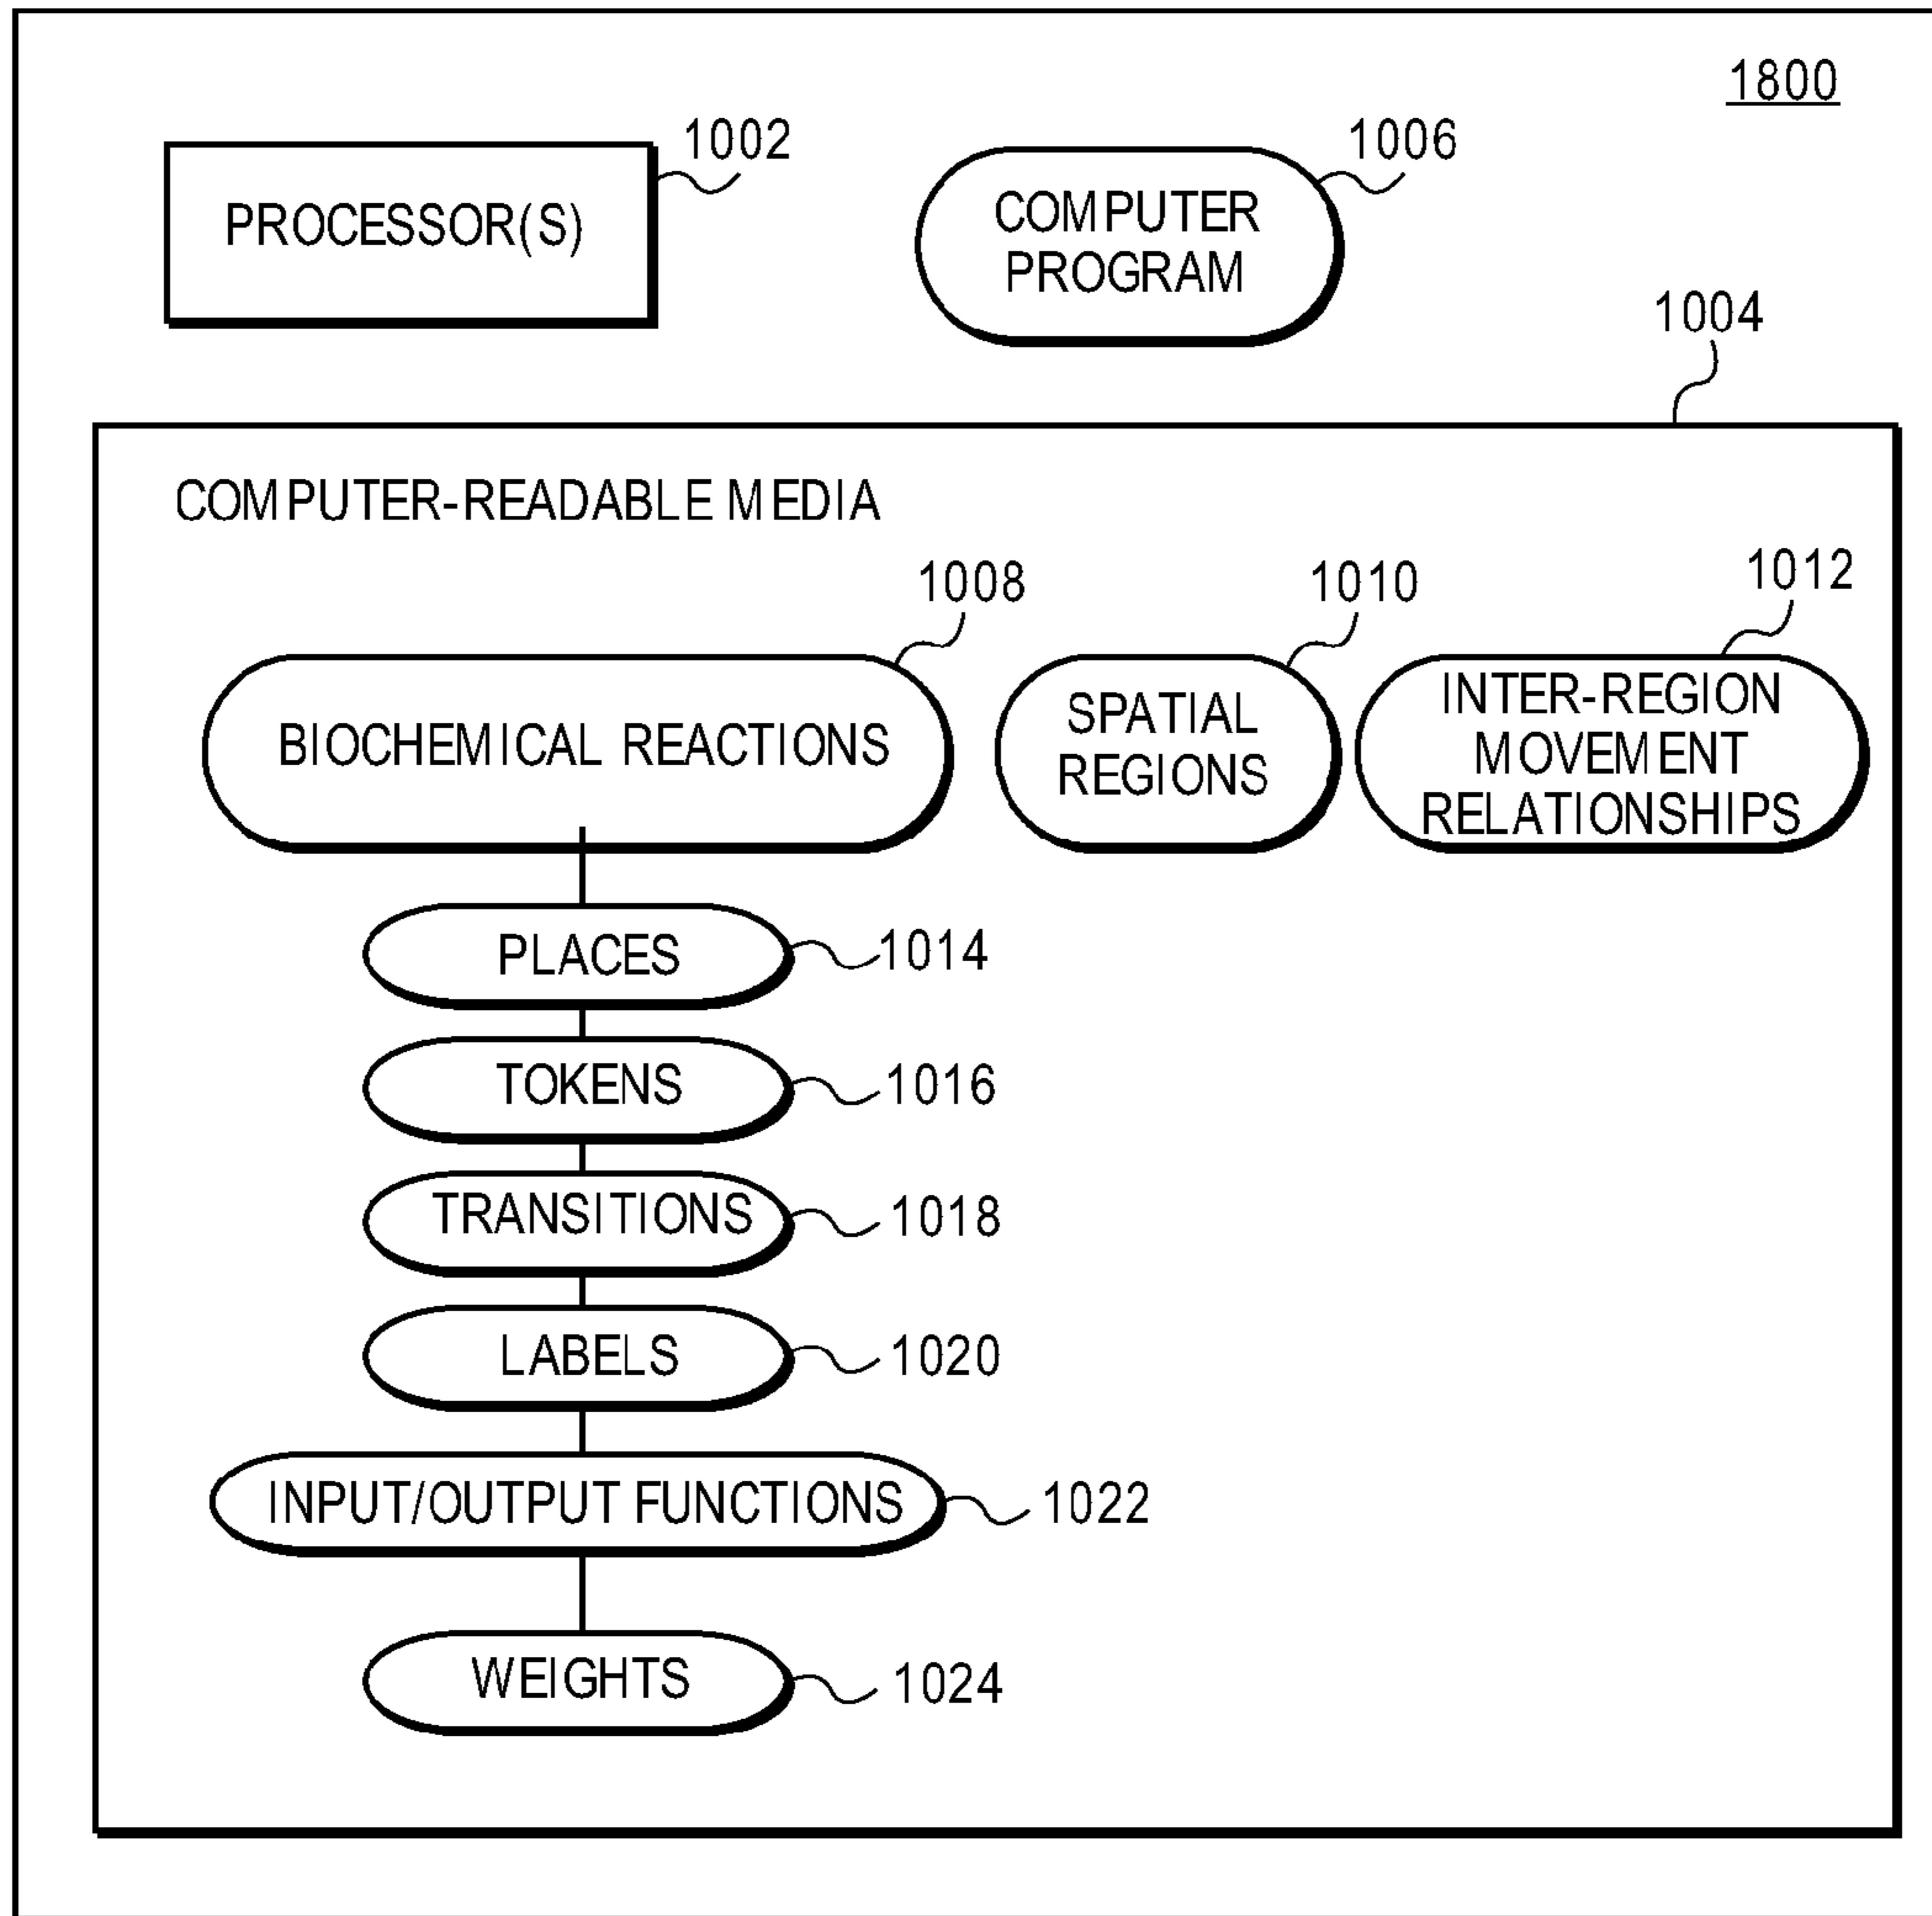 1800
1002
PROCESSOR(S)
1006
COMPUTER
PROGRAM
1004
COMPUTER-READABLE MEDIA
1008
BIOCHEMICAL REACTIONS
1010
SPATIAL
REGIONS
1012
INTER-REGION
MOVEMENT
RELATIONSHIPS
PLACES
1014
TOKENS
1016
TRANSITIONS
1018
LABELS
1020
INPUT/OUTPUT FUNCTIONS
1022
WEIGHTS
1024